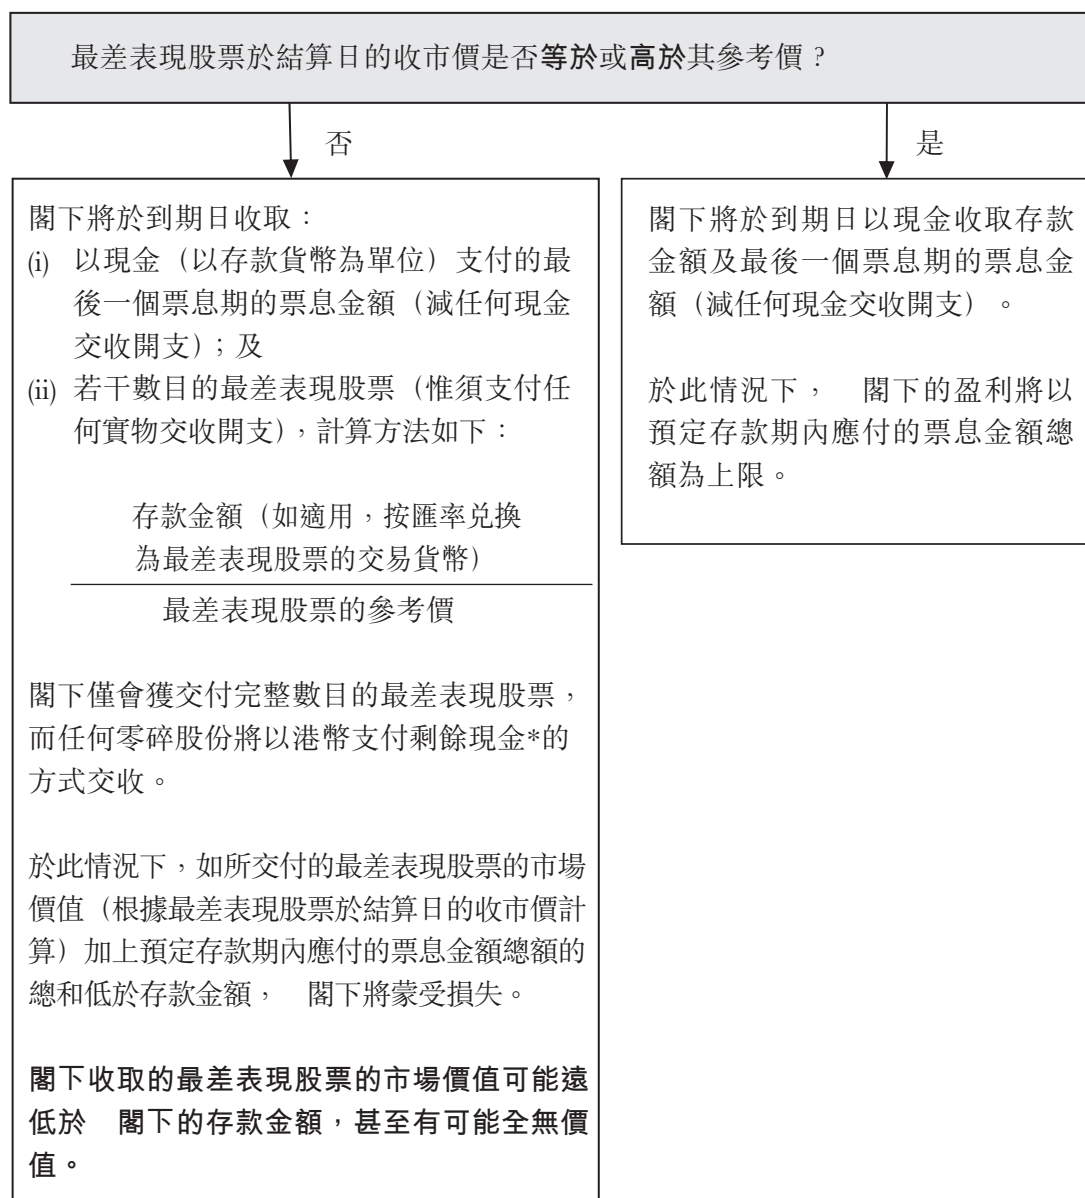 最差表現股票於結算日的收市價是否等於或高於其參考價?
否
閣下將於到期日收取：
(i) 以現金（以存款貨幣為單位）支付的最
後一個票息期的票息金額（減任何現金
交收開支）；及
(ii) 若干數目的最差表現股票（惟須支付任
何實物交收開支），計算方法如下：
存款金額（如適用，按匯率兑換
為最差表現股票的交易貨幣）
最差表現股票的參考價
閣下僅會獲交付完整數目的最差表現股票，
而任何零碎股份將以港幣支付剩餘現金*的
方式交收。
於此情況下，如所交付的最差表現股票的市場
價值（根據最差表現股票於結算日的收市價計
算）加上預定存款期內應付的票息金額總額的
總和低於存款金額，　閣下將蒙受損失。
閣下收取的最差表現股票的市場價值可能遠
低於　閣下的存款金額，甚至有可能全無價
值。
是
閣下將於到期日以現金收取存款
金額及最後一個票息期的票息金
額（減任何現金交收開支）。
於此情況下，　閣下的盈利將以
預定存款期內應付的票息金額總
額為上限。